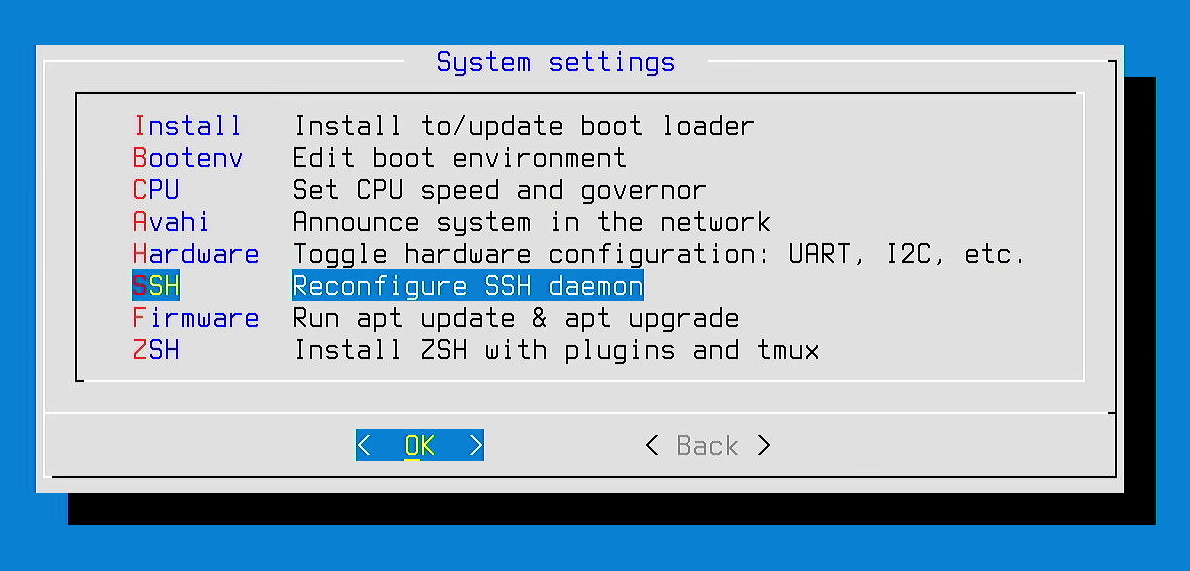 System settings
Install Install to/update boot loader
Bootenv Edit boot environment
CPU Set CPU speed and governor
Avahi Announce system in the network
Hardware Toggle hardware configuration: UART, I2C, etc.
SSH Reconfigure SSH daemon
Firmware Run apt update & apt upgrade
ZSH Install ZSH with plugins and tmux
< OK > < Back >